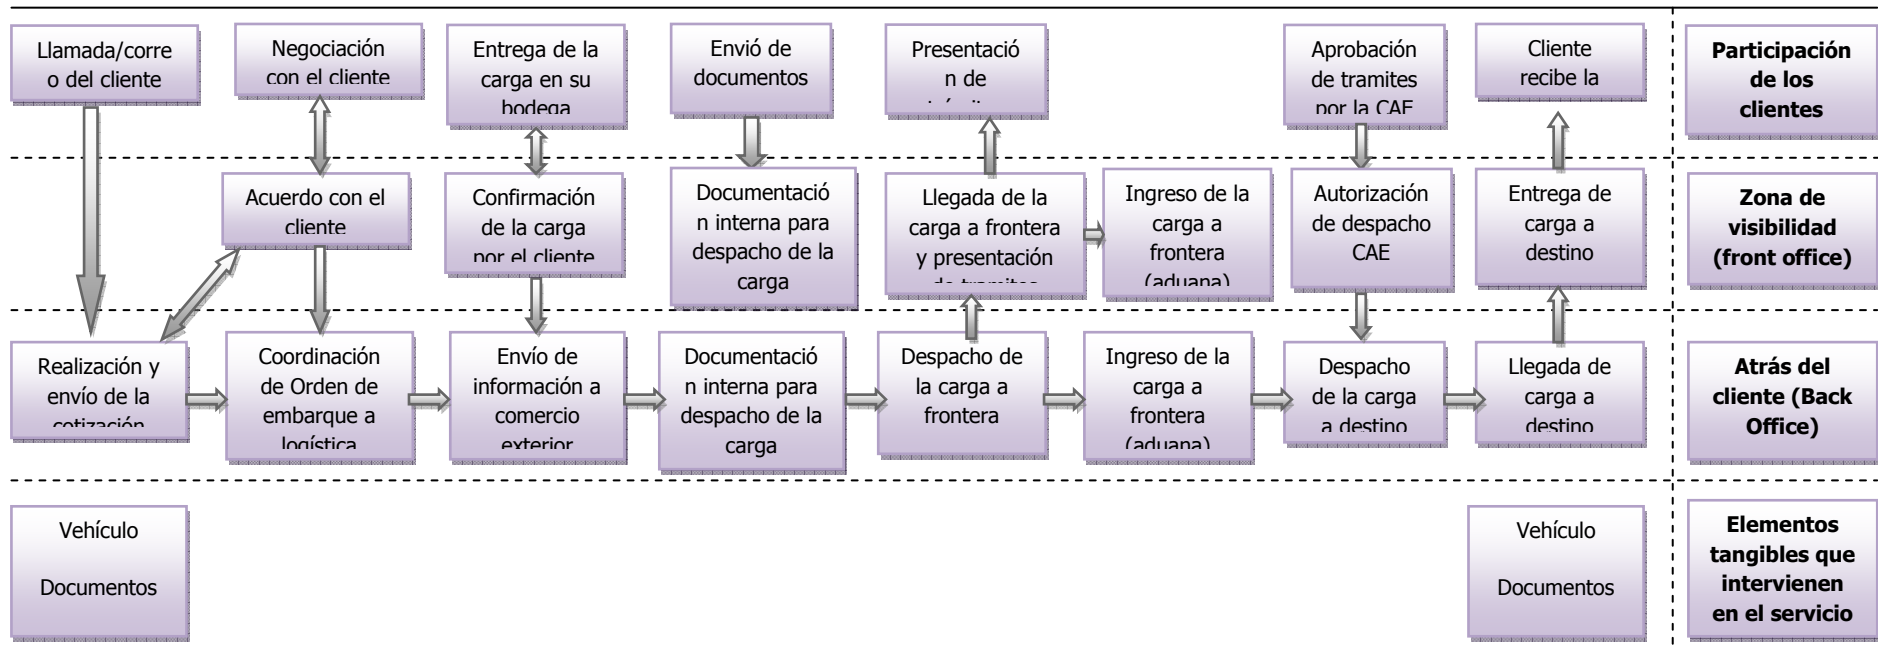 Llamada/corre
o del cliente
Negociación
con el cliente
Entrega de la
carga en su
bodega
Envió de
documentos
Presentació
n de
Aprobación
de tramites
por la CAE
Cliente
recibe la
Participación
de los
clientes
Acuerdo con el
cliente
Confirmación
de la carga
por el cliente
Documentació
n interna para
despacho de la
carga
Llegada de la
carga a frontera
y presentación
de tramites
Ingreso de la
carga a
frontera
(aduana)
Autorización
de despacho
CAE
Entrega de
carga a
destino
Zona de
visibilidad
(front office)
Realización y
envío de la
cotización
Coordinación
de Orden de
embarque a
logística
Envío de
información a
comercio
exterior
Documentació
n interna para
despacho de la
carga
Despacho de
la carga a
frontera
Ingreso de la
carga a
frontera
(aduana)
Despacho
de la carga
a destino
Llegada de
carga a
destino
Atrás del
cliente (Back
Office)
Vehículo
Documentos
Vehículo
Documentos
Elementos
tangibles que
intervienen
en el servicio